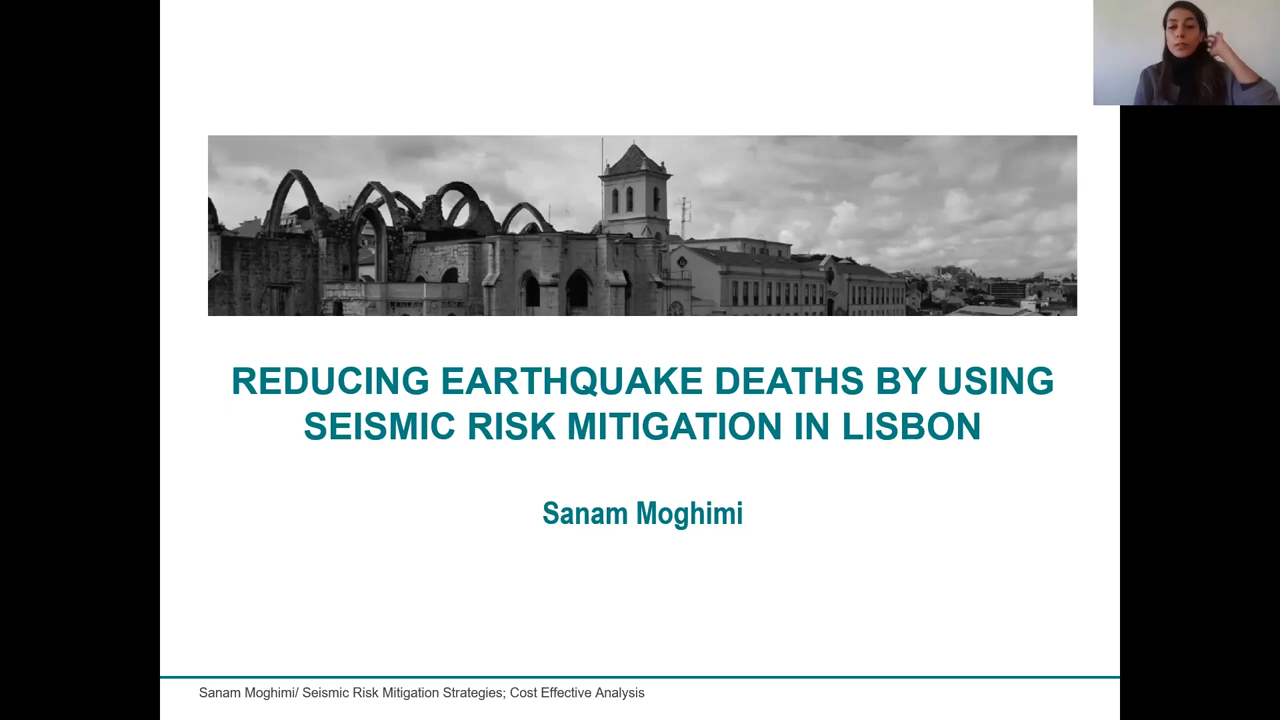 REDUCING EARTHQUAKE DEATHS BY USING
SEISMIC RISK MITIGATION IN LISBON
Sanam Moghimi
Sanam Moghimi/ Seismic Risk Mitigation Strategies; Cost Effective Analysis